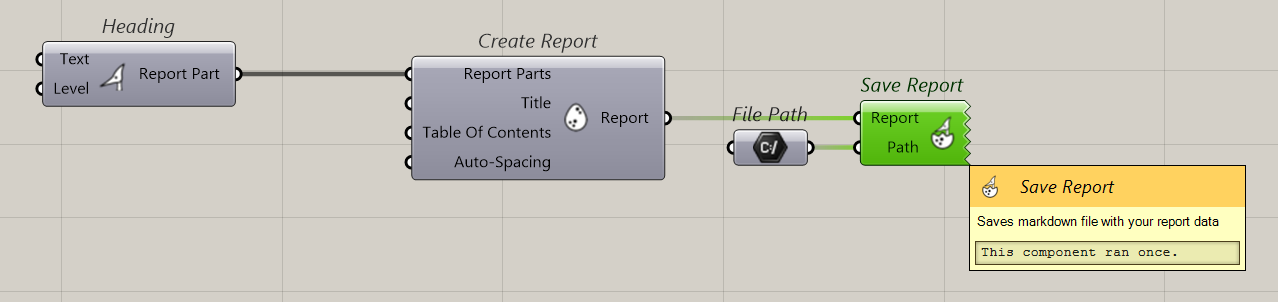 Heading
Text
Level
Report Part
Create Report
Report Parts
Title
Table Of Contents
Auto-Spacing
Report
File Path
C:/
Save Report
Report
Path
Save Report
Saves markdown file with your report data
This component ran once.